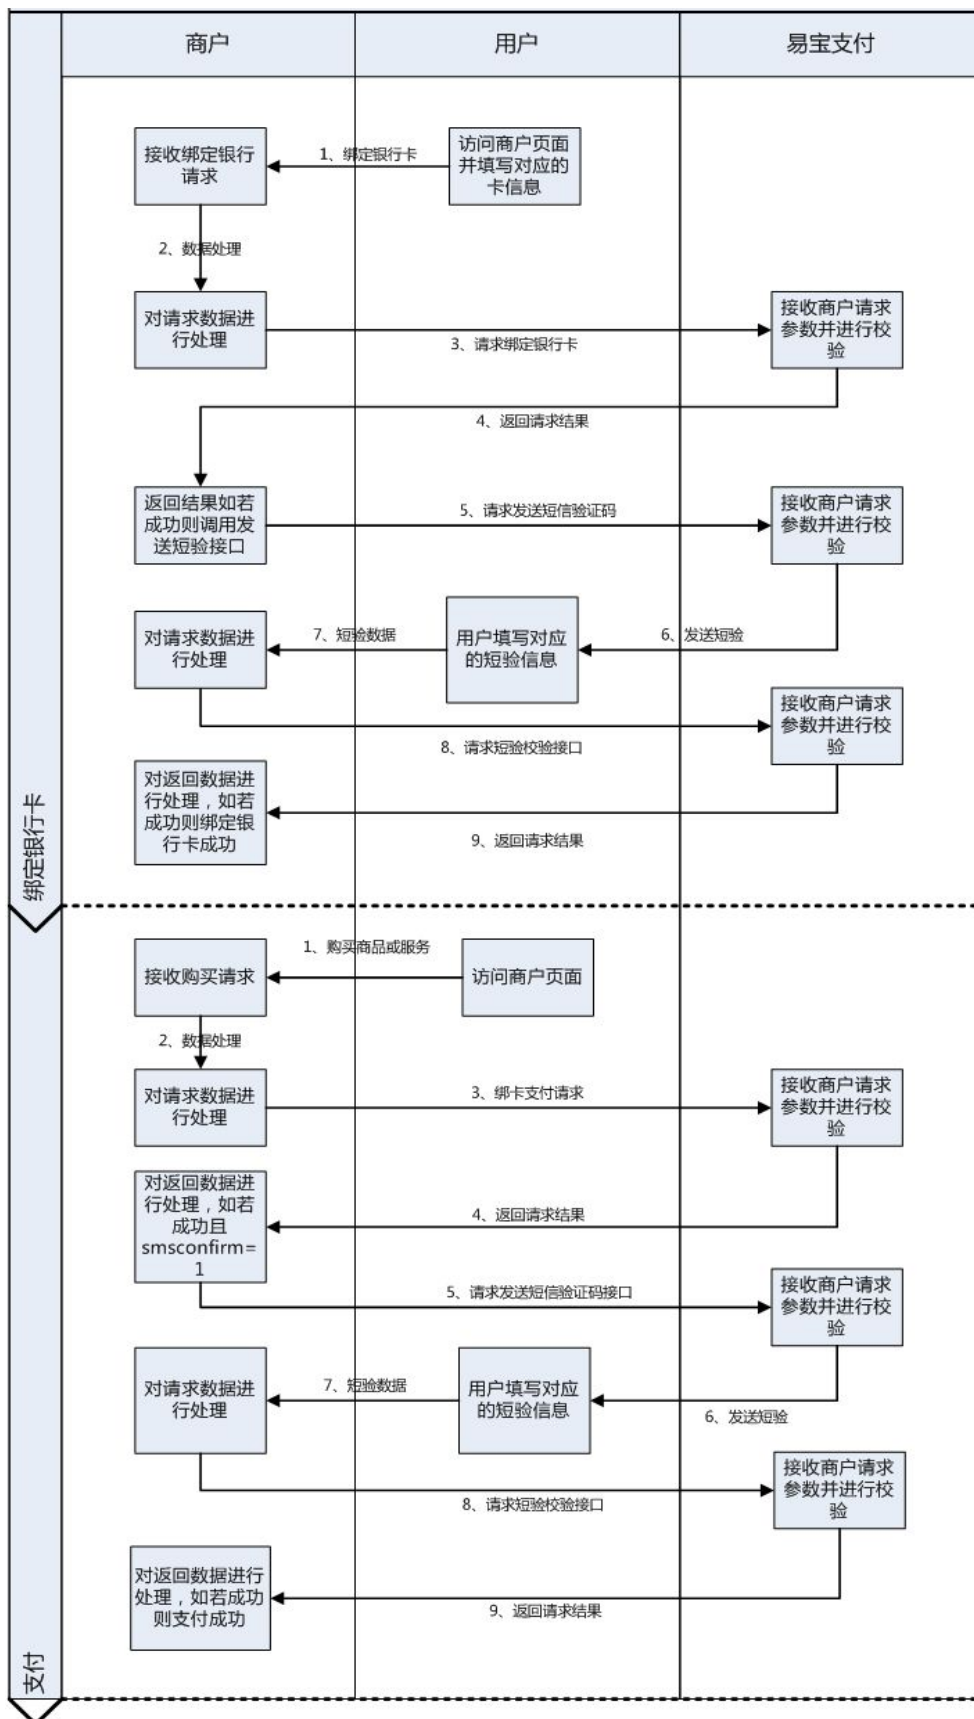 商户
用户
易宝支付
接收绑定银行
请求
1、绑定银行卡
访问商户页面
并填写对应的
卡信息
2、数据处理
对请求数据进
行处理
3、请求绑定银行卡
接收商户请求
参数并进行校
验
4、返回请求结果
返回结果如若
成功则调用发
送短验接口
5、请求发送短信验证码
接收商户请求
参数并进行校
验
对请求数据进
行处理
7、短验数据
用户填写对应
的短验信息
6、发送短验
8、请求短验校验接口
接收商户请求
参数并进行校
验
对返回数据进
行处理，如若
成功则绑定银
行卡成功
9、返回请求结果
绑定银行卡
接收购买请求
1、购买商品或服务
访问商户页面
2、数据处理
对请求数据进
行处理
3、绑卡支付请求
接收商户请求
参数并进行校
验
对返回数据进
行处理，如若
成功且
smsconfirm=
1
4、返回请求结果
5、请求发送短信验证码接口
接收商户请求
参数并进行校
验
对请求数据进
行处理
7、短验数据
用户填写对应
的短验信息
6、发送短验
8、请求短验校验接口
接收商户请求
参数并进行校
验
对返回数据进行
处理，如若成功
则支付成功
9、返回请求结果
支付